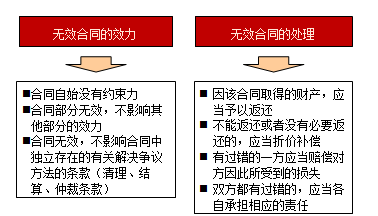 无效合同的效力
■合同自始没有约束力
■合同部分无效，不影响其
他部分的效力
■合同无效，不影响合同中
独立存在的有关解决争议
方法的条款（清理、结
算、仲裁条款）
无效合同的处理
■ 因该合同取得的财产，应
当予以返还
■ 不能返还或者没有必要返
还的，应当折价补偿
■ 有过错的一方应当赔偿对
方因此所受到的损失
■ 双方都有过错的，应当各
自承担相应的责任